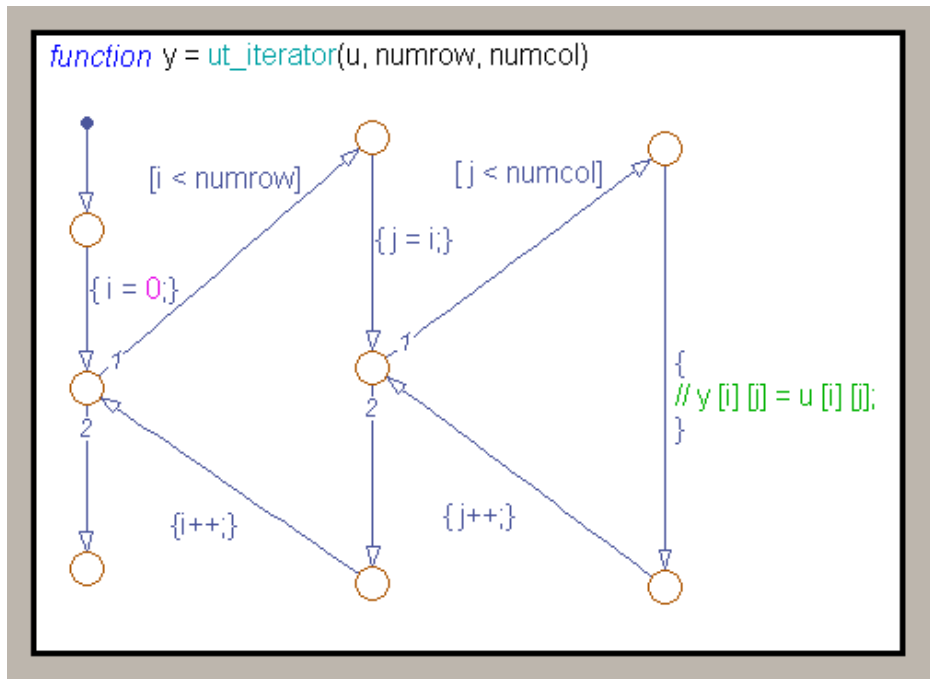 function y = ut_iterator(u, numrow, numcol)
[i < numrow]
[ j < numcol]
{ j = i;}
{ i = 0;}
1
1
2
2
{
// y [i] [j] = u [i] [j];
}
{i++;}
{ j++;}